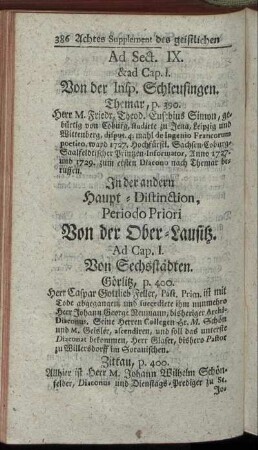 386 Achtes Supplement des geistlichen
Ad Sect. IX.
&ad Cap. I.
Von der Insp. Schleusingen.
Themar, p. 390.
Herr M. Friedr. Theod. Eusebius Simon, ge-
bürtig von Coburg, studirte zu Jena, Leipzig und
Wittenberg, disput. 4. mahl de Ingenio Francorum
poetico, ward 1727. Hochfürstl. Sachsen-Coburg-
Saalfeldischer Printzen-Informator, Anno 1727.
und 1729. zum ersten Diacono nach Themar be-
ruffen.
In der andern
Haupt-Distinction,
Periodo Priori
Von der Ober-Lausitz.
Ad Cap. I.
Von Sechsstädten.
Görlitz, p. 400.
Herr Caspar Gottlieb Feller, Past. Prim. ist mit
Tode abgegangen und succedirte ihm nunmehro
Herr Johann George Neumann, bisheriger Archi-
Diaconus. Seine Herren Collegen Hr. M. Schön
und M. Geißler, ascendirten, und soll das unterste
Diaconat bekommen, Herr Glaser, bishero Pastor
zu Willersdorff im Sorauischen.
Zittau, p. 400.
Allhier ist Herr M. Johann Wilhelm Schön-
felder, Diaconus und Dienstags-Prediger zu St.
Jo-